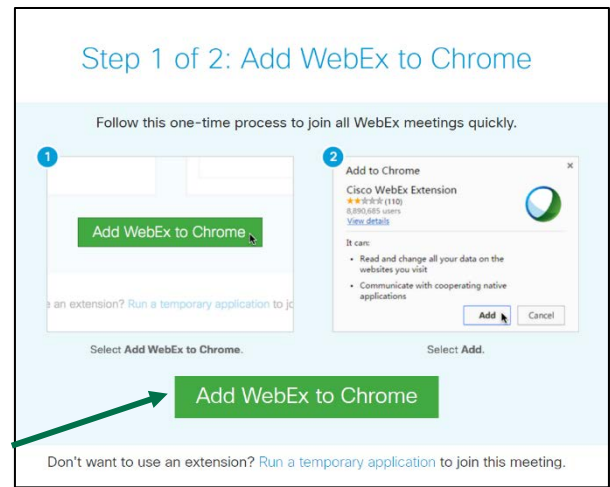 Step 1 of 2: Add WebEx to Chrome
Follow this one-time process to join all WebEx meetings quickly.
1
Add WebEx to Chrome
an extension? Run a temporary application to jo
Select Add WebEx to Chrome.
2
Add to Chrome
×
Cisco WebEx Extension
★★☆☆☆ (110)
8,890,685 users
View details
It can:
• Read and change all your data on the
websites you visit
• Communicate with cooperating native
applications
Add
Cancel
Select Add.
Add WebEx to Chrome
Don't want to use an extension? Run a temporary application to join this meeting.